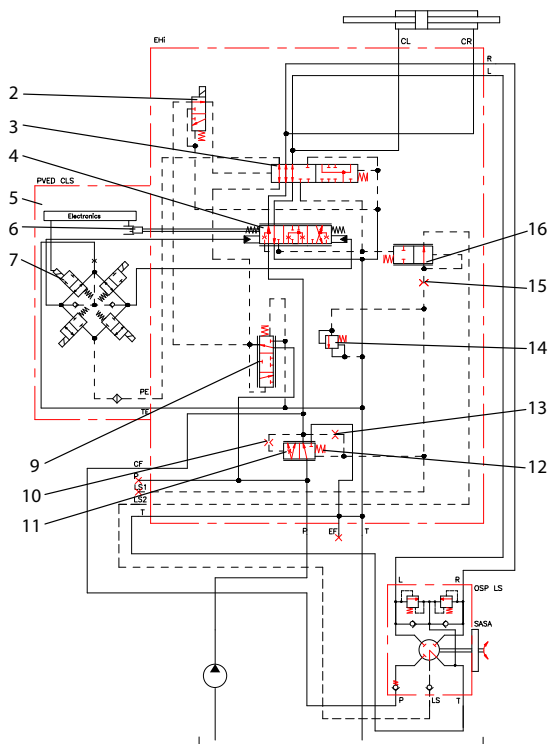 CL CR
EHi
R
L
2
3
4
PVED CLS
5
Electronics
6
7
16
15
14
PE
TE
9
13
10
12
11
CF
P
LS1
LS2
T
P EF T
L R
OSP LS
SASA
P LS T